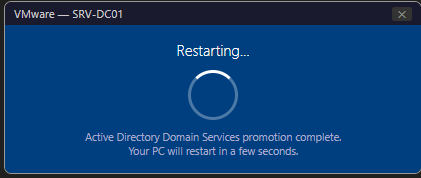 VMware — SRV-DC01
Restarting...
Active Directory Domain Services promotion complete.
Your PC will restart in a few seconds.